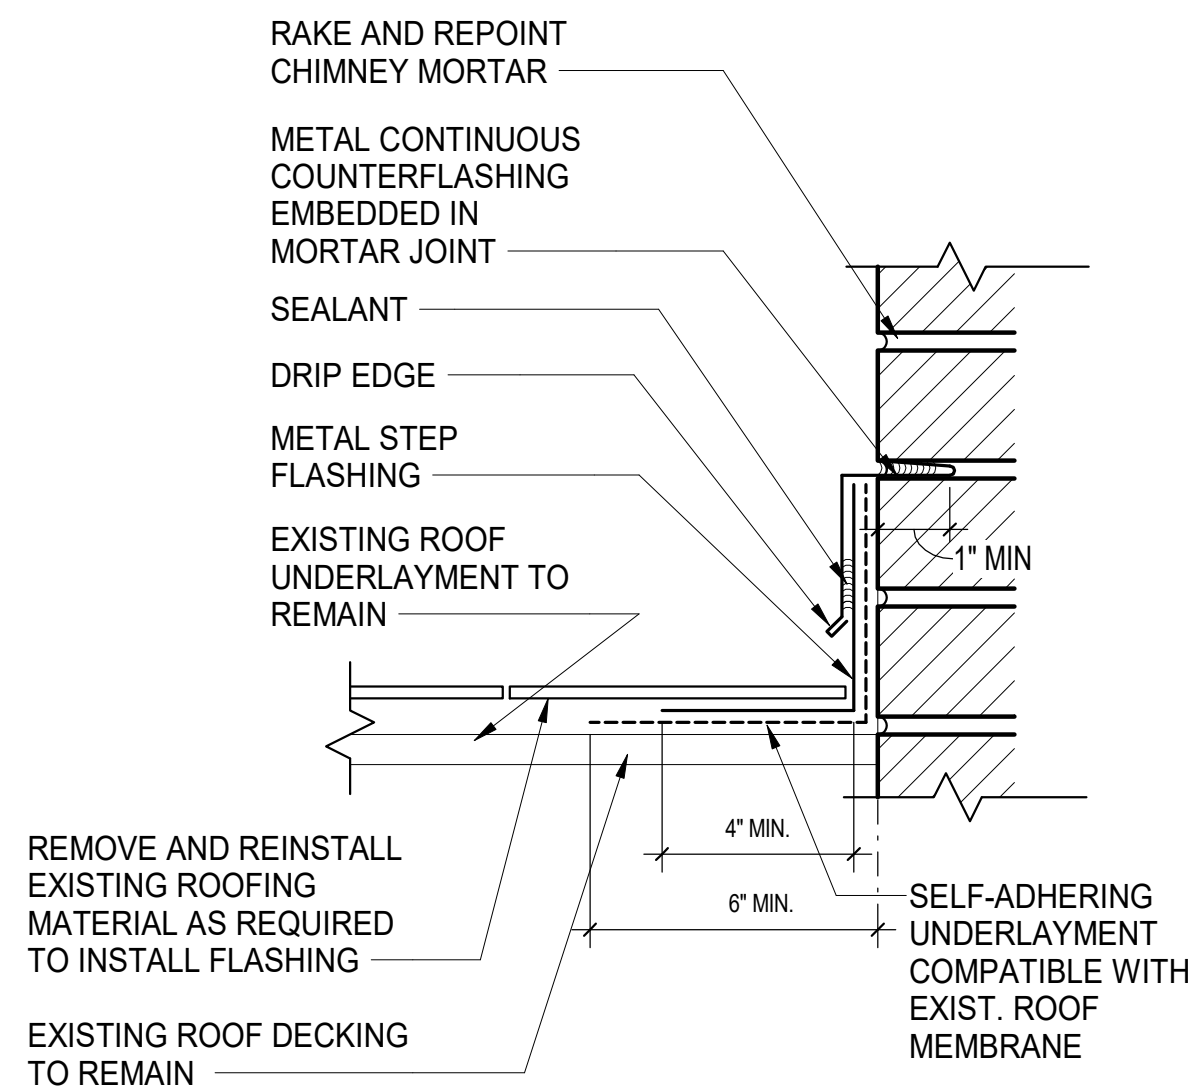 RAKE AND REPOINT
CHIMNEY MORTAR
METAL CONTINUOUS
COUNTERFLASHING
EMBEDDED IN
MORTAR JOINT
SEALANT
DRIP EDGE
METAL STEP
FLASHING
EXISTING ROOF
UNDERLAYMENT TO
REMAIN
1" MIN
REMOVE AND REINSTALL
EXISTING ROOFING
MATERIAL AS REQUIRED
TO INSTALL FLASHING
EXISTING ROOF DECKING
TO REMAIN
4" MIN.
6" MIN.
SELF-ADHERING
UNDERLAYMENT
COMPATIBLE WITH
EXIST. ROOF
MEMBRANE